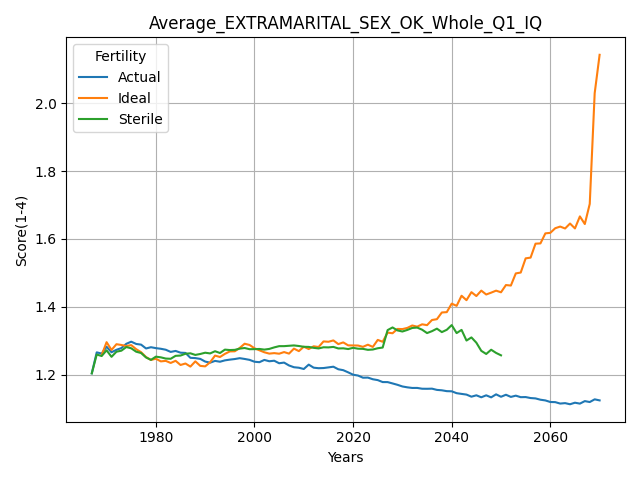 Average_EXTRAMARITAL_SEX_OK_Whole_Q1_IQ
Fertility
Actual
Ideal
Sterile
Score(1-4)
2.0
1.8
1.6
1.4
1.2
1980
2000
2020
2040
2060
Years